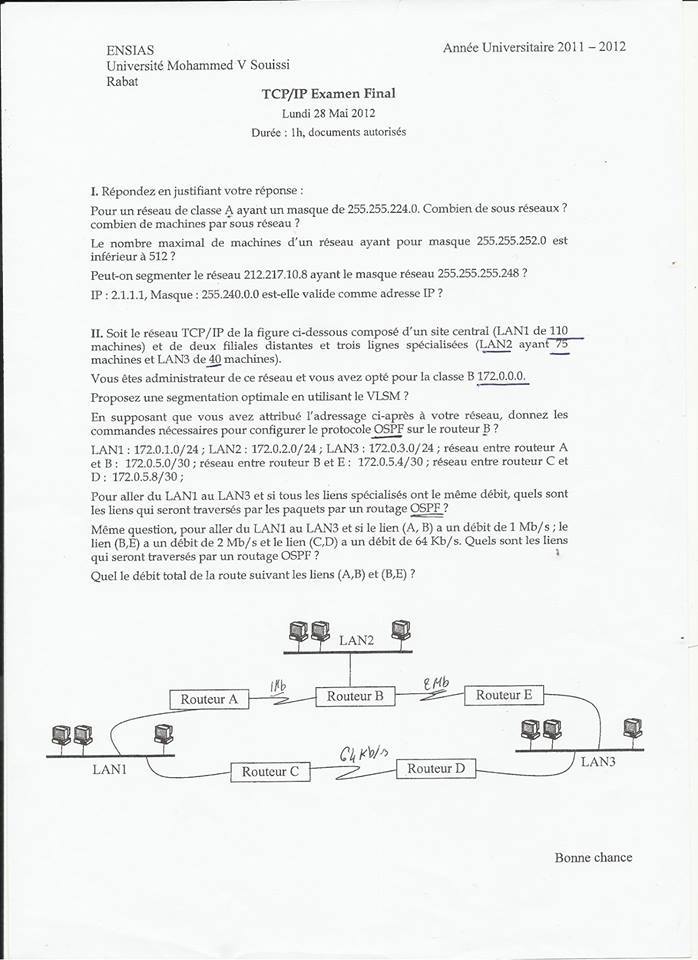 ENSIAS
Université Mohammed V Souissi
Rabat
Année Universitaire 2011 – 2012
TCP/IP Examen Final
Lundi 28 Mai 2012
Durée : 1h, documents autorisés
I. Répondez en justifiant votre réponse :
Pour un réseau de classe A ayant un masque de 255.255.224.0. Combien de sous réseaux ?
combien de machines par sous réseau ?
Le nombre maximal de machines d'un réseau ayant pour masque 255.255.252.0 est
inférieur à 512 ?
Peut-on segmenter le réseau 212.217.10.8 ayant le masque réseau 255.255.255.248 ?
IP : 2.1.1.1, Masque : 255.240.0.0 est-elle valide comme adresse IP ?
II. Soit le réseau TCP/IP de la figure ci-dessous composé d'un site central (LAN1 de 110
machines) et de deux filiales distantes et trois lignes spécialisées (LAN2 ayant 75
machines et LAN3 de 40 machines).
Vous êtes administrateur de ce réseau et vous avez opté pour la classe B 172.0.0.0.
Proposez une segmentation optimale en utilisant le VLSM ?
En supposant que vous avez attribué l'adressage ci-après à votre réseau, donnez les
commandes nécessaires pour configurer le protocole OSPF sur le routeur B ?
LAN1 : 172.0.1.0/24 ; LAN2 : 172.0.2.0/24 ; LAN3 : 172.0.3.0/24 ; réseau entre routeur A
et B : 172.0.5.0/30 ; réseau entre routeur B et E : 172.0.5.4/30 ; réseau entre routeur C et
D : 172.0.5.8/30 ;
Pour aller du LAN1 au LAN3 et si tous les liens spécialisés ont le même débit, quels sont
les liens qui seront traversés par les paquets par un routage OSPF ?
Même question, pour aller du LAN1 au LAN3 et si le lien (A, B) a un débit de 1 Mb/s ; le
lien (B,E) a un débit de 2 Mb/s et le lien (C,D) a un débit de 64 Kb/s. Quels sont les liens
qui seront traversés par un routage OSPF ?
Quel le débit total de la route suivant les liens (A,B) et (B,E) ?
LAN2
1Mb
2Mb
Routeur A
Routeur B
Routeur E
LAN1
64Kb/s
LAN3
Routeur C
Routeur D
Bonne chance